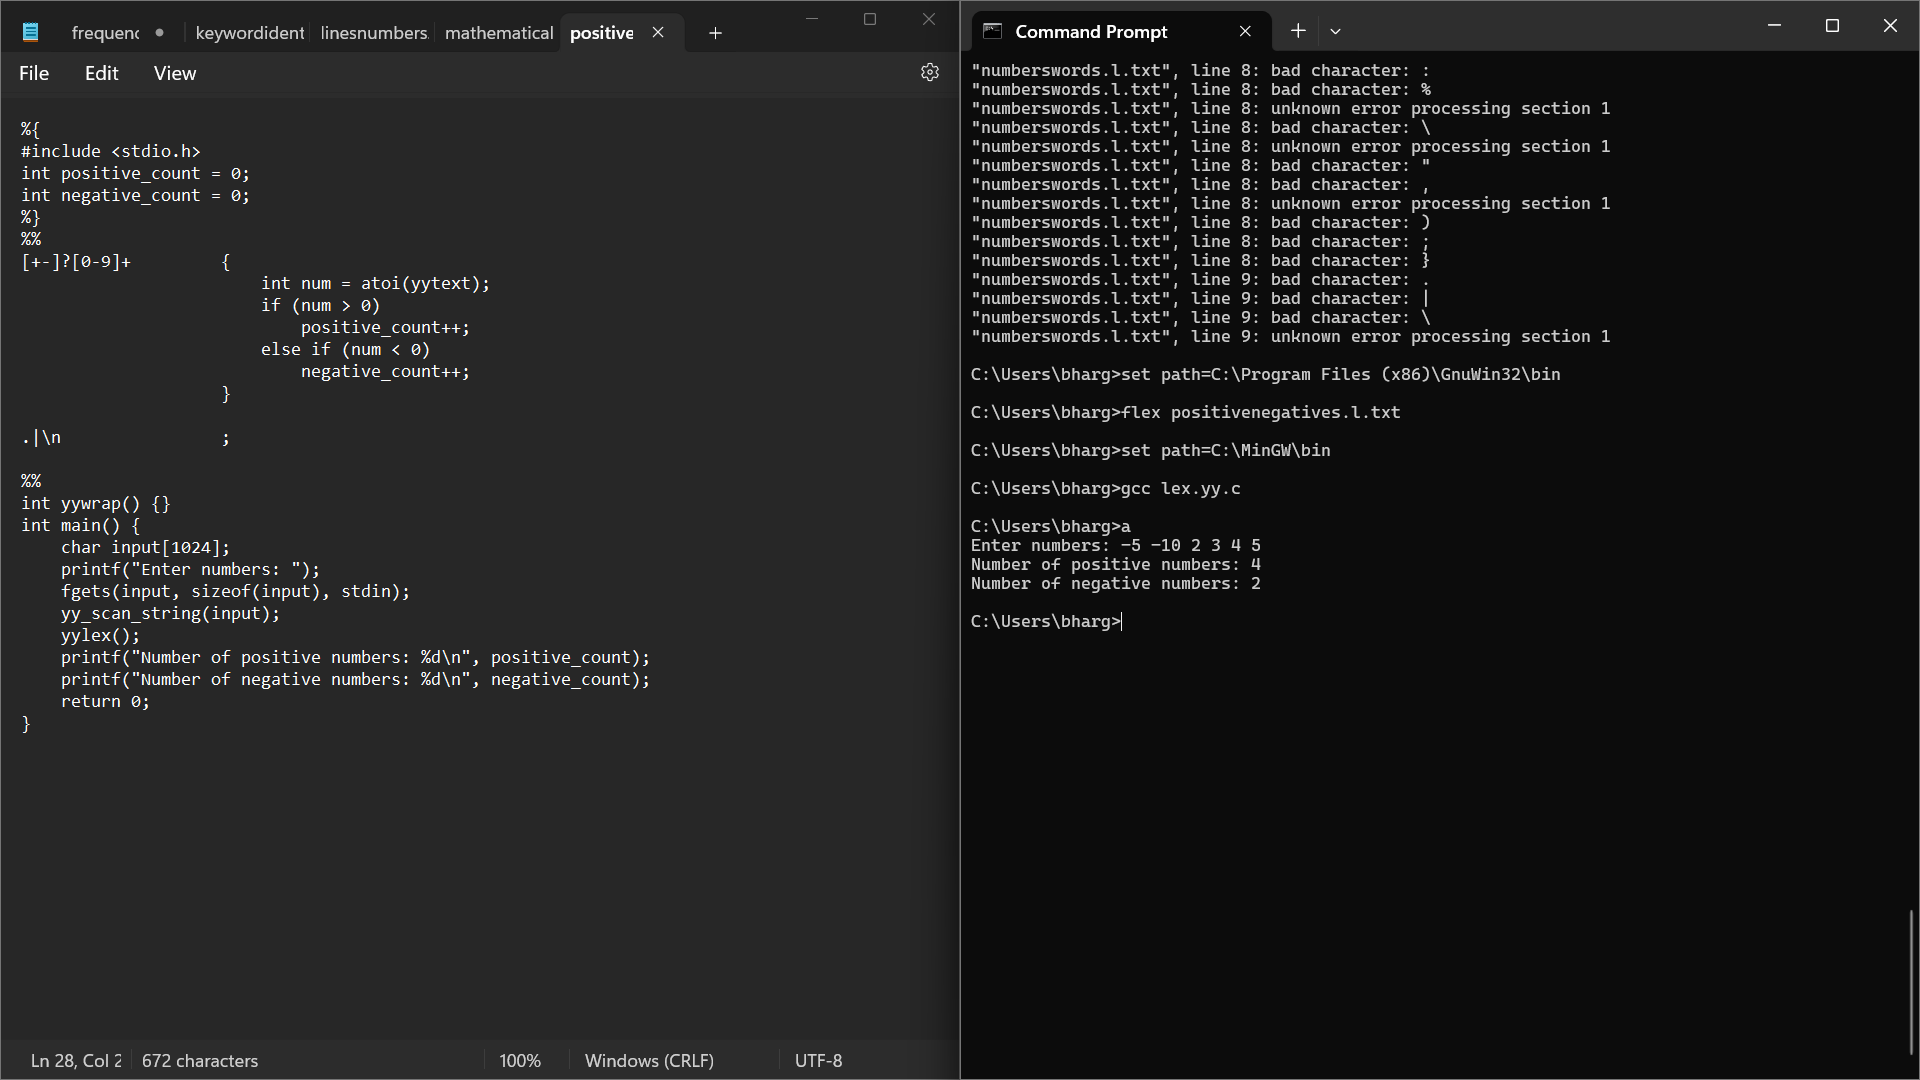 frequenc keywordident linesnumbers. mathematical positive
File Edit View
%{
#include <stdio.h>
int positive_count = 0;
int negative_count = 0;
%}
%%
[+-]?[0-9]+         {
                        int num = atoi(yytext);
                        if (num > 0)
                            positive_count++;
                        else if (num < 0)
                            negative_count++;
                    }
.|\n                ;
%%
int yywrap() {}
int main() {
    char input[1024];
    printf("Enter numbers: ");
    fgets(input, sizeof(input), stdin);
    yy_scan_string(input);
    yylex();
    printf("Number of positive numbers: %d\n", positive_count);
    printf("Number of negative numbers: %d\n", negative_count);
    return 0;
}
Ln 28, Col 2 672 characters 100% Windows (CRLF) UTF-8
Command Prompt
"numberswords.l.txt", line 8: bad character: :
"numberswords.l.txt", line 8: bad character: %
"numberswords.l.txt", line 8: unknown error processing section 1
"numberswords.l.txt", line 8: bad character: \
"numberswords.l.txt", line 8: unknown error processing section 1
"numberswords.l.txt", line 8: bad character: "
"numberswords.l.txt", line 8: bad character: ,
"numberswords.l.txt", line 8: unknown error processing section 1
"numberswords.l.txt", line 8: bad character: )
"numberswords.l.txt", line 8: bad character: ;
"numberswords.l.txt", line 8: bad character: }
"numberswords.l.txt", line 9: bad character: .
"numberswords.l.txt", line 9: bad character: |
"numberswords.l.txt", line 9: bad character: \
"numberswords.l.txt", line 9: unknown error processing section 1
C:\Users\bharg>set path=C:\Program Files (x86)\GnuWin32\bin
C:\Users\bharg>flex positivenegatives.l.txt
C:\Users\bharg>set path=C:\MinGW\bin
C:\Users\bharg>gcc lex.yy.c
C:\Users\bharg>a
Enter numbers: -5 -10 2 3 4 5
Number of positive numbers: 4
Number of negative numbers: 2
C:\Users\bharg>